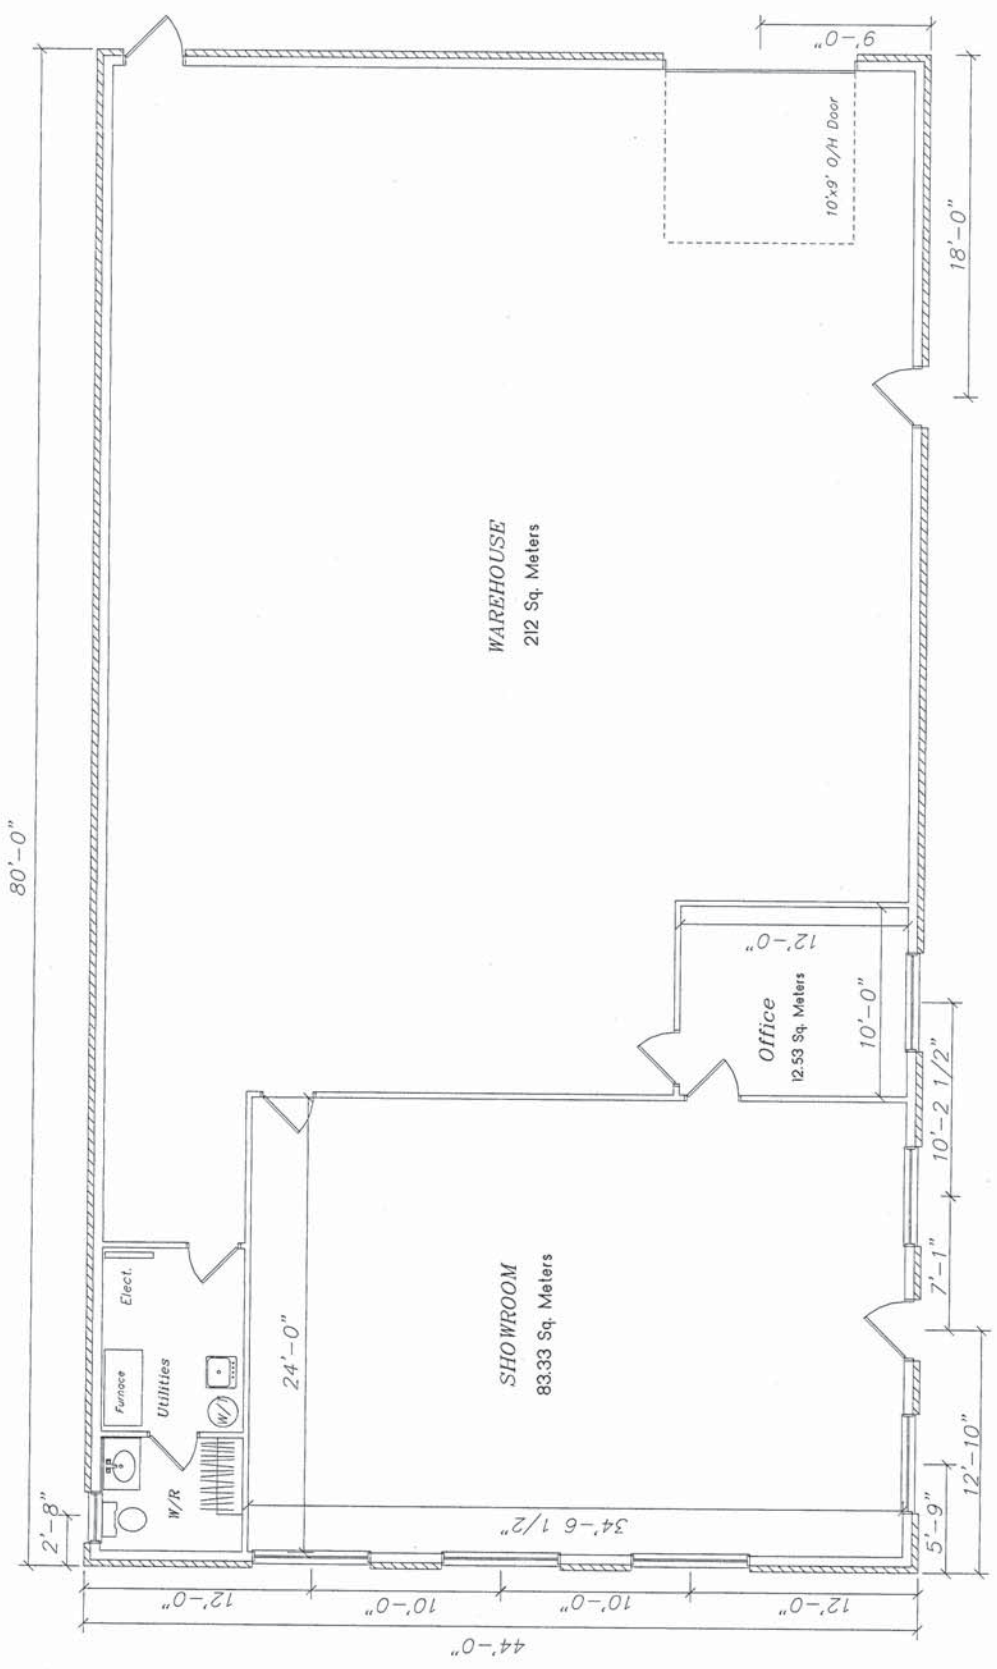 80'-0"
9'-0"
10'x9' O/H Door
18'-0"
WAREHOUSE
212 Sq. Meters
12'-0"
Office
12.53 Sq. Meters
10'-0"
10'-2 1/2"
7'-1"
12'-10"
5'-9"
SHOWROOM
83.33 Sq. Meters
24'-0"
34'-6 1/2"
Elect.
Furnace
Utilities
W/T
W/R
2'-8"
12'-0"
10'-0"
10'-0"
12'-0"
44'-0"